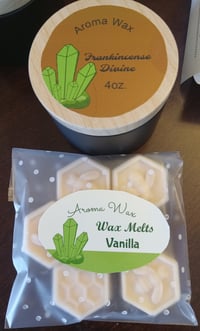 Aroma Wax
Frankincense
Divine
4oz.
Aroma Wax
Wax Melts
Vanilla